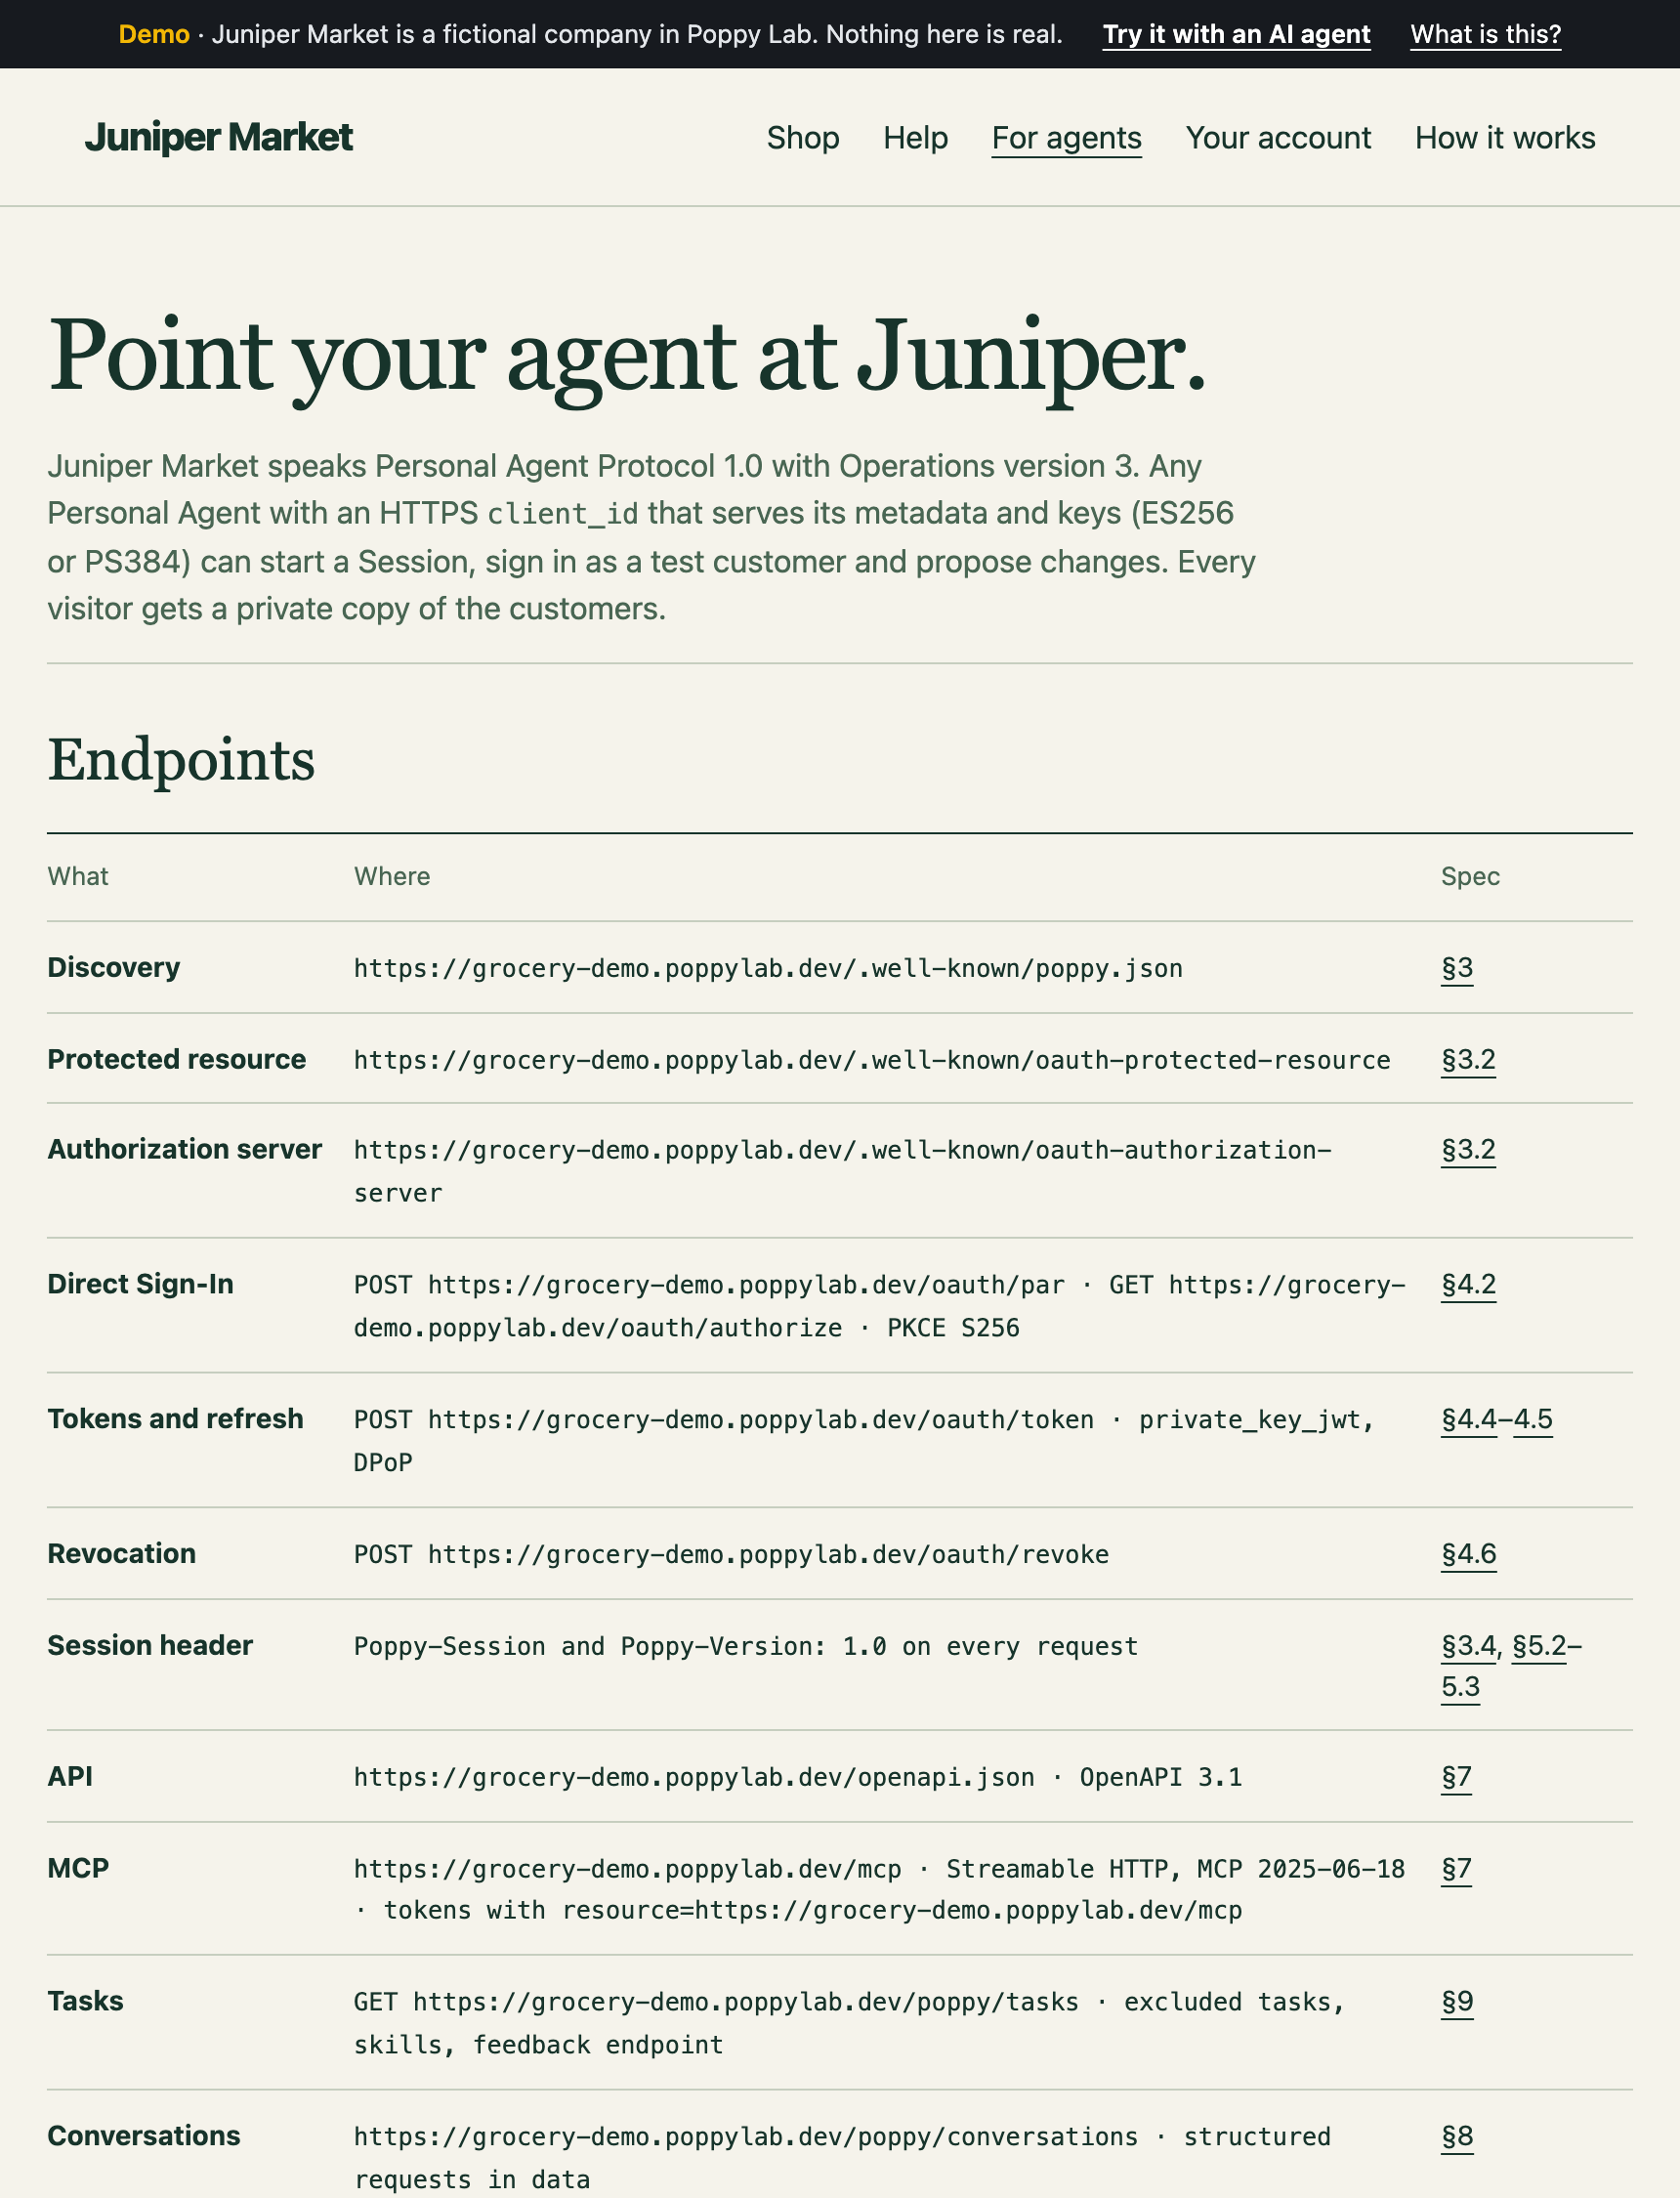 Demo · Juniper Market is a fictional company in Poppy Lab. Nothing here is real. Try it with an AI agent What is this?
Juniper Market Shop Help For agents Your account How it works
Point your agent at Juniper.
Juniper Market speaks Personal Agent Protocol 1.0 with Operations version 3. Any
Personal Agent with an HTTPS client_id that serves its metadata and keys (ES256
or PS384) can start a Session, sign in as a test customer and propose changes. Every
visitor gets a private copy of the customers.
Endpoints
What Where Spec
Discovery https://grocery-demo.poppylab.dev/.well-known/poppy.json §3
Protected resource https://grocery-demo.poppylab.dev/.well-known/oauth-protected-resource §3.2
Authorization server https://grocery-demo.poppylab.dev/.well-known/oauth-authorization- §3.2
server
Direct Sign-In POST https://grocery-demo.poppylab.dev/oauth/par · GET https://grocery- §4.2
demo.poppylab.dev/oauth/authorize · PKCE S256
Tokens and refresh POST https://grocery-demo.poppylab.dev/oauth/token · private_key_jwt, §4.4–4.5
DPoP
Revocation POST https://grocery-demo.poppylab.dev/oauth/revoke §4.6
Session header Poppy-Session and Poppy-Version: 1.0 on every request §3.4, §5.2–
5.3
API https://grocery-demo.poppylab.dev/openapi.json · OpenAPI 3.1 §7
MCP https://grocery-demo.poppylab.dev/mcp · Streamable HTTP, MCP 2025-06-18 §7
· tokens with resource=https://grocery-demo.poppylab.dev/mcp
Tasks GET https://grocery-demo.poppylab.dev/poppy/tasks · excluded tasks, §9
skills, feedback endpoint
Conversations https://grocery-demo.poppylab.dev/poppy/conversations · structured §8
requests in data